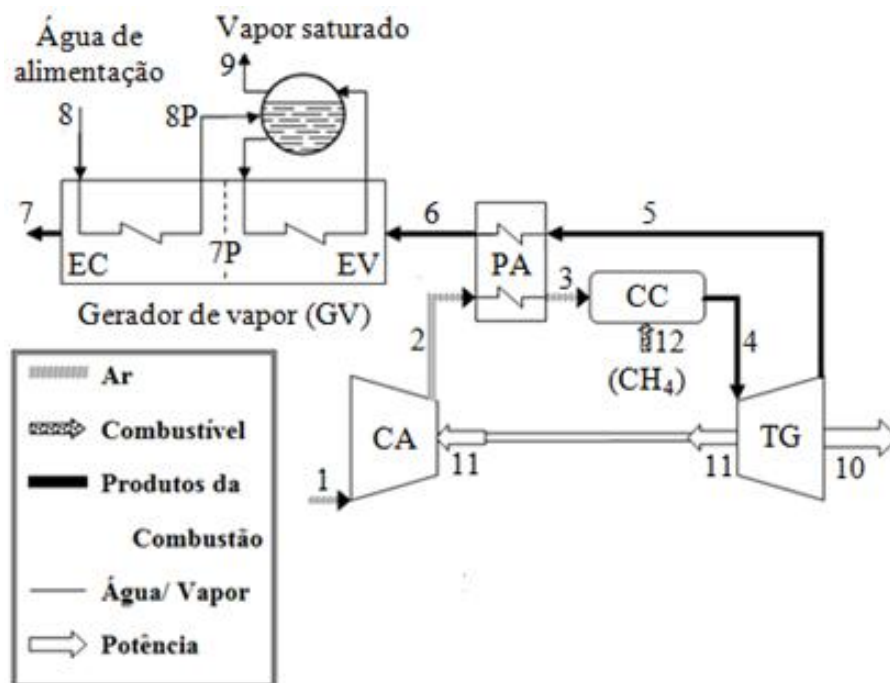 Água de
alimentação
Vapor saturado
9
8
8P
7
7P
6
5
EC
EV
PA
3
CC
Gerador de vapor (GV)
2
12
4
(CH4)
Ar
Combustível
Produtos da
Combustão
Água/ Vapor
Potência
CA
TG
1
11
11
10